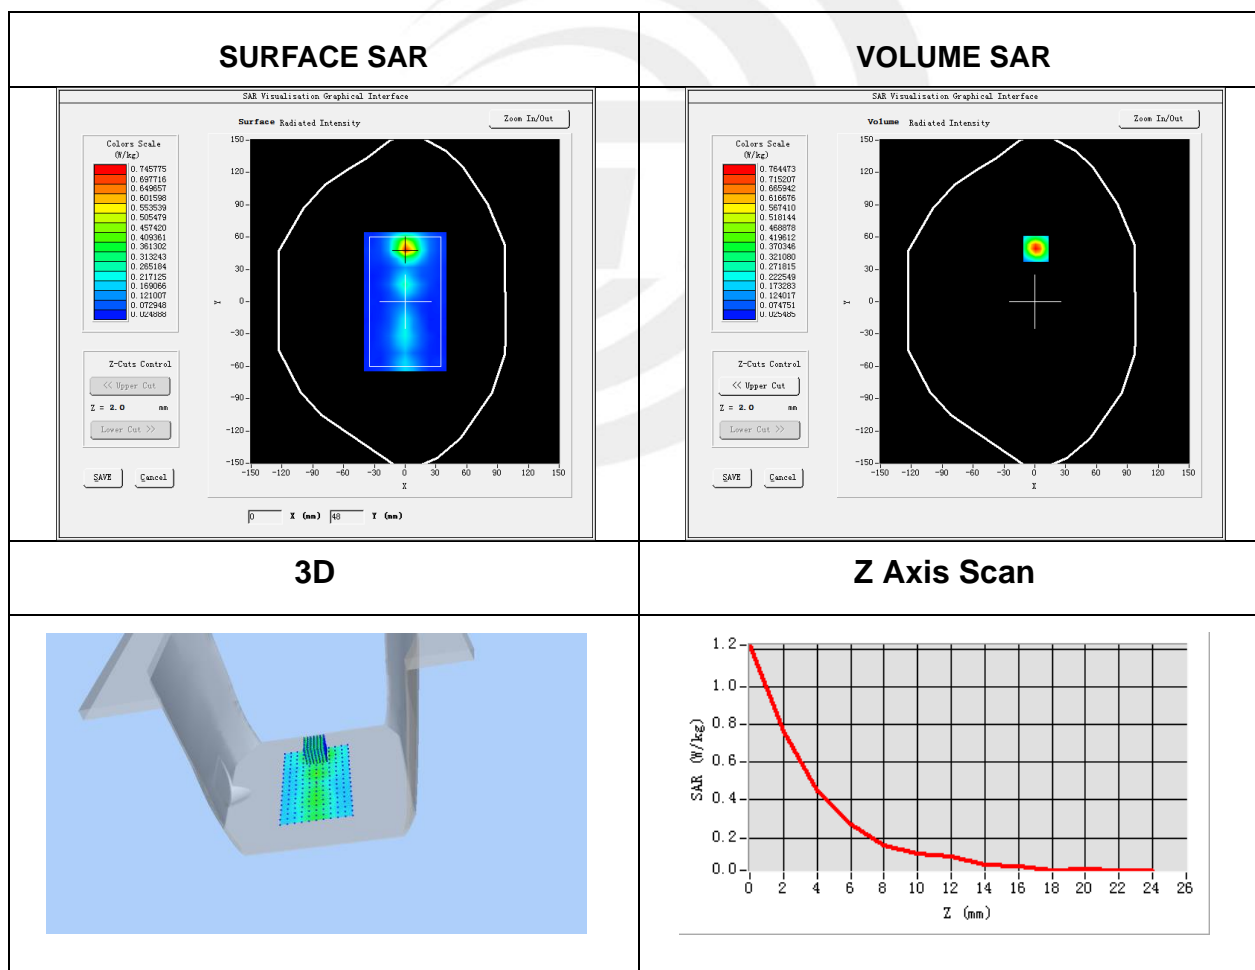 SURFACE SAR
VOLUME SAR
SAR Visualisation Graphical Interface
Surface Radiated Intensity
Zoom In/Out
Colors Scale
(W/kg)
0.745775
0.697716
0.649657
0.601598
0.553539
0.505479
0.457420
0.409361
0.361302
0.313243
0.265184
0.217125
0.169066
0.121007
0.072948
0.024888
150
120
90
60
30
0
-30
-60
-90
-120
-150
Y
-150 -120 -90 -60 -30 0 30 60 90 120 150
X
Z-Cuts Control
<< Upper Cut
Z = 2.0 mm
Lower Cut >>
SAVE Cancel
0 X (mm) 48 Y (mm)
SAR Visualisation Graphical Interface
Volume Radiated Intensity
Zoom In/Out
Colors Scale
(W/kg)
0.764473
0.715207
0.665942
0.616676
0.567410
0.518144
0.468878
0.419612
0.370346
0.321080
0.271815
0.222549
0.173283
0.124017
0.074751
0.025485
150
120
90
60
30
0
-30
-60
-90
-120
-150
Y
-150 -120 -90 -60 -30 0 30 60 90 120 150
X
Z-Cuts Control
<< Upper Cut
Z = 2.0 mm
Lower Cut >>
SAVE Cancel
3D
Z Axis Scan
1.2
1.0
0.8
0.6
0.4
0.2
0.0
SAR (W/kg)
0 2 4 6 8 10 12 14 16 18 20 22 24 26
Z (mm)